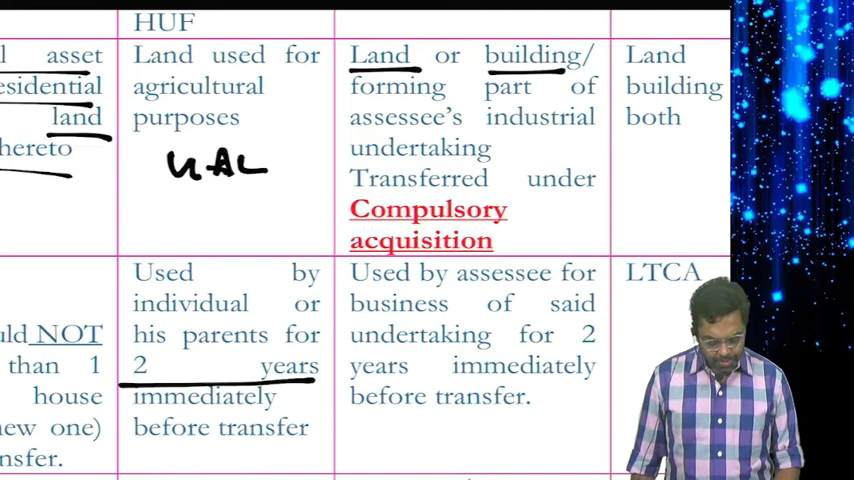 HUF
l asset
esidential
land
hereto
Land used for
agricultural
purposes
UAL
Land or building/
forming part of
assessee's industrial
undertaking
Transferred under
Compulsory
acquisition
Land
building
both
uld NOT
than 1
house
new one)
nsfer.
Used by
individual or
his parents for
2 years
immediately
before transfer
Used by assessee for
business of said
undertaking for 2
years immediately
before transfer.
LTCA